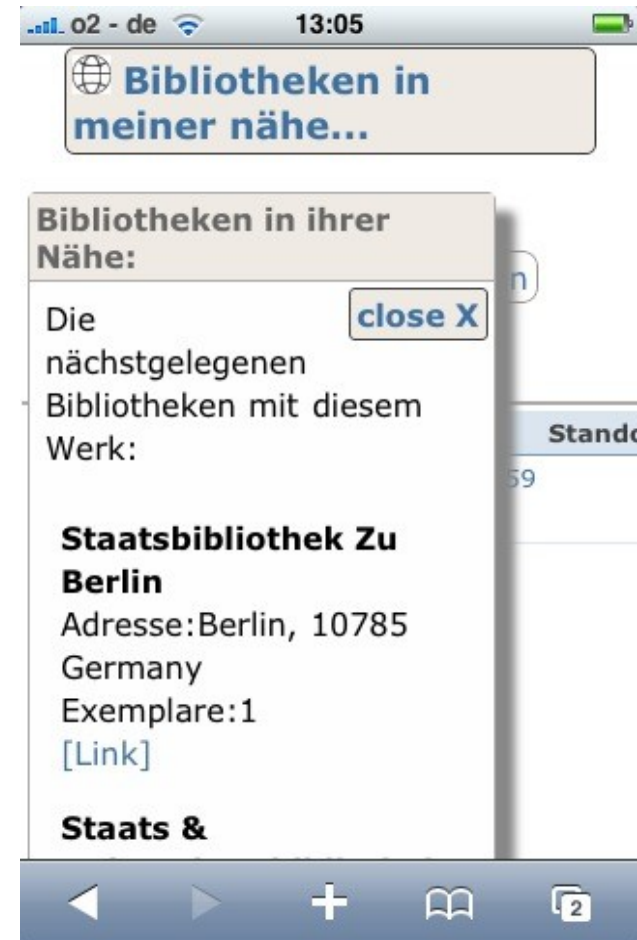 o2 - de 13:05
Bibliotheken in
meiner nähe...
Bibliotheken in ihrer
Nähe:
close X
Die
nächstgelegenen
Bibliotheken mit diesem
Werk:
Stando
59
Staatsbibliothek Zu
Berlin
Adresse:Berlin, 10785
Germany
Exemplare:1
[Link]
Staats &
2